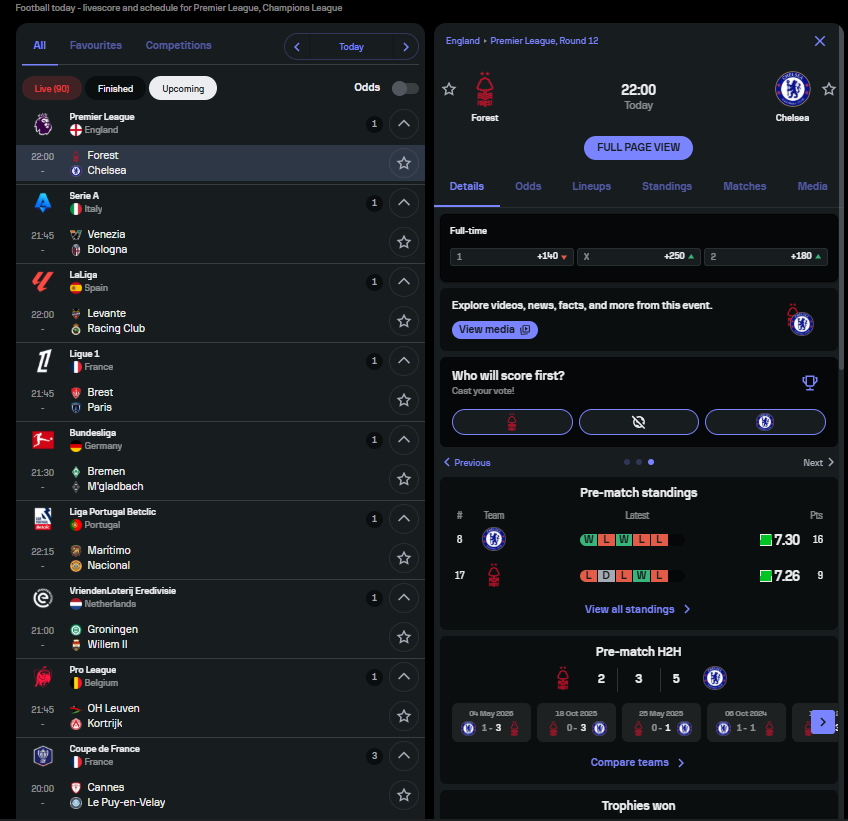 Football today - livescore and schedule for Premier League, Champions League
All Favourites Competitions Today
Live (90) Finished Upcoming Odds
Premier League
England
1
22:00 Forest
- Chelsea
Serie A
Italy
1
21:45 Venezia
- Bologna
LaLiga
Spain
1
22:00 Levante
- Racing Club
Ligue 1
France
1
21:45 Brest
- Paris
Bundesliga
Germany
1
21:30 Bremen
- M'gladbach
Liga Portugal Betclic
Portugal
1
22:15 Marítimo
- Nacional
VriendenLoterij Eredivisie
Netherlands
1
21:00 Groningen
- Willem II
Pro League
Belgium
1
21:45 OH Leuven
- Kortrijk
Coupe de France
France
3
20:00 Cannes
- Le Puy-en-Velay
England Premier League, Round 12
22:00
Today
Forest Chelsea
FULL PAGE VIEW
Details Odds Lineups Standings Matches Media
Full-time
1 +140 X +250 2 +180
Explore videos, news, facts, and more from this event.
View media
Who will score first?
Cast your vote!
Previous Next
Pre-match standings
# Team Latest Pts
8 W L W L L 7.30 16
17 L D L W L 7.26 9
View all standings
Pre-match H2H
2 3 5
04 May 2026 18 Oct 2025 25 May 2025 06 Oct 2024
1 - 3 0 - 3 0 - 1 1 - 1
Compare teams
Trophies won